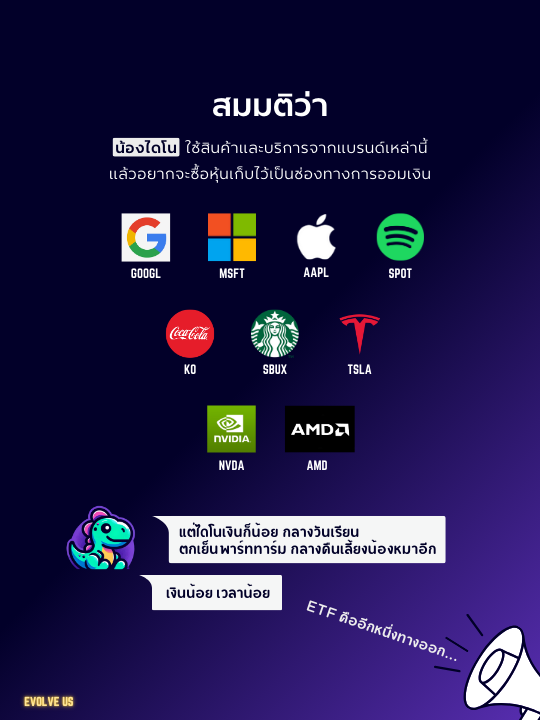 สมมติว่า
น้องไดโน ใช้สินค้าและบริการจากแบรนด์เหล่านี้
แล้วอยากจะซื้อหุ้นเก็บไว้เป็นช่องทางการออมเงิน
GOOGL MSFT AAPL SPOT
Coca-Cola
KO SBUX TSLA
NVIDIA AMD
NVDA AMD
แต่ไดโนเงินก็น้อย กลางวันเรียน
ตกเย็นพาร์ททาร์ม กลางคืนเลี้ยงน้องหมาอีก
เงินน้อย เวลาน้อย
ETF คืออีกหนึ่งทางออก...
EVOLVE US